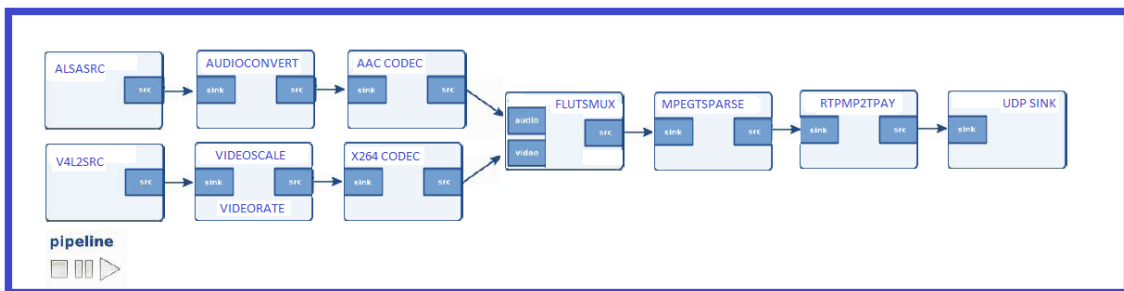 ALSASRC
src
AUDIOCONVERT
sink
src
AAC CODEC
sink
src
V4L2SRC
src
VIDEOSCALE
sink
src
VIDEORATE
X264 CODEC
sink
src
FLUTSMUX
audio
video
src
MPEGTSPARSE
sink
src
RTPMP2TPAY
sink
src
UDP SINK
sink
pipeline